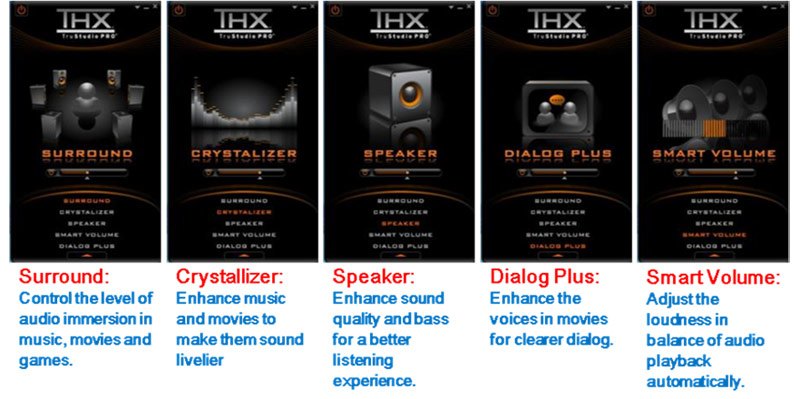 THX
TruStudio PRO
SURROUND
SURROUND
CRYSTALIZER
SPEAKER
SMART VOLUME
DIALOG PLUS
Surround:
Control the level of
audio immersion in
music, movies and
games.
THX
TruStudio PRO
CRYSTALIZER
SURROUND
CRYSTALIZER
SPEAKER
SMART VOLUME
DIALOG PLUS
Crystallizer:
Enhance music
and movies to
make them sound
livelier
THX
TruStudio PRO
SPEAKER
SURROUND
CRYSTALIZER
SPEAKER
SMART VOLUME
DIALOG PLUS
Speaker:
Enhance sound
quality and bass
for a better
listening
experience.
THX
TruStudio PRO
DIALOG PLUS
SURROUND
CRYSTALIZER
SPEAKER
SMART VOLUME
DIALOG PLUS
Dialog Plus:
Enhance the
voices in movies
for clearer dialog.
THX
TruStudio PRO
SMART VOLUME
SURROUND
CRYSTALIZER
SPEAKER
SMART VOLUME
DIALOG PLUS
Smart Volume:
Adjust the
loudness in
balance of audio
playback
automatically.